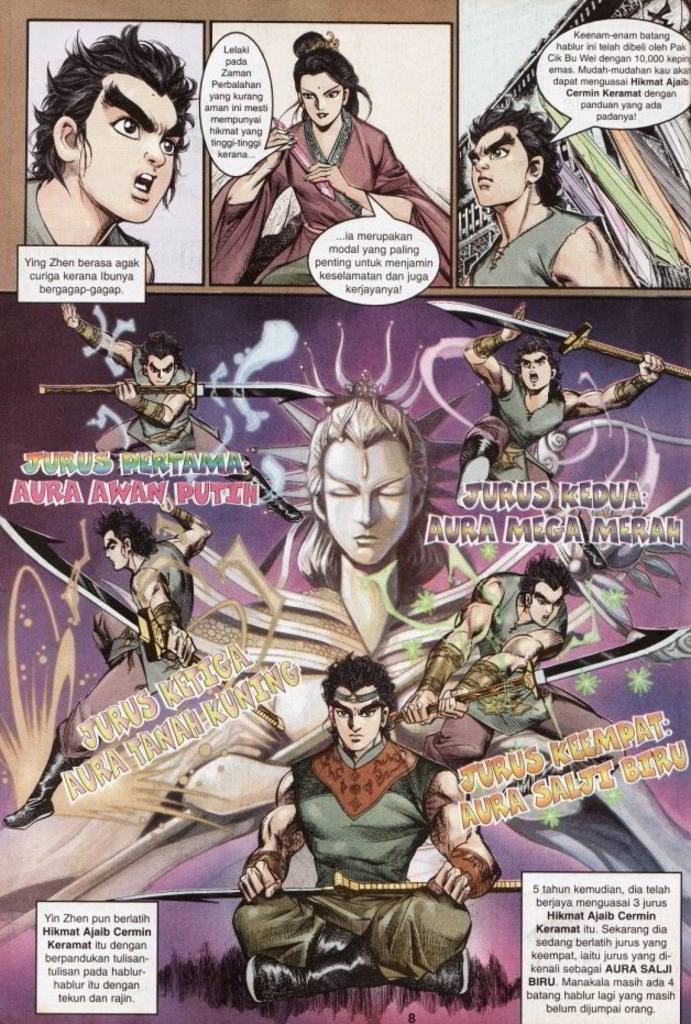 Ying Zhen berasa agak
curiga kerana Ibunya
bergagap-gagap.
Lelaki
pada
Zaman
Perbalahan
yang kurang
aman ini mesti
mempunyai
hikmat yang
tinggi-tinggi
kerana...
...ia merupakan
modal yang paling
penting untuk menjamin
keselamatan dan juga
kerjayanya!
Keenam-enam batang
hablur ini telah dibeli oleh Pak
Cik Bu Wei dengan 10,000 keping
emas. Mudah-mudahan kau akan
dapat menguasai Hikmat Ajaib
Cermin Keramat dengan
panduan yang ada
padanya!
JURUS PERTAMA:
AURA AWAN PUTIH
JURUS KEDUA:
AURA MEGA MERAH
JURUS KETIGA:
AURA TANAH KUNING
JURUS KEEMPAT:
AURA SALJI BIRU
Yin Zhen pun berlatih
Hikmat Ajaib Cermin
Keramat itu dengan
berpandukan tulisan-
tulisan pada hablur-
hablur itu dengan
tekun dan rajin.
5 tahun kemudian, dia telah
berjaya menguasai 3 jurus
Hikmat Ajaib Cermin
Keramat itu. Sekarang dia
sedang berlatih jurus yang
keempat, iaitu jurus yang di-
kenali sebagai AURA SALJI
BIRU. Manakala masih ada 4
batang hablur lagi yang masih
belum dijumpai orang.
8